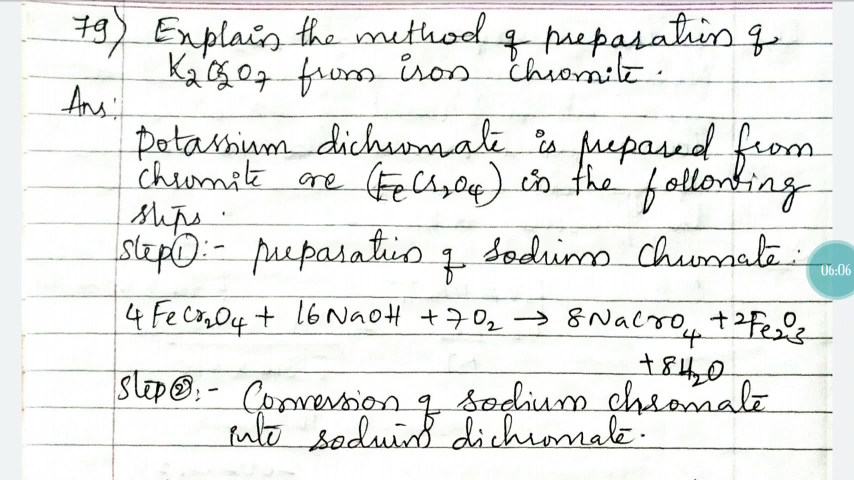 79) Explain the method of preparation of
K₂Cr₂O₇ from iron chromite.
Ans:
Potassium dichromate is prepared from
chromite ore (FeCr₂O₄) in the following
steps.
Step①:- preparation of sodium chromate:
06:06
4FeCr₂O₄ + 16NaOH + 7O₂ → 8NaCrO₄ + 2Fe₂O₃
+8H₂O
Step②:- Conversion of sodium chromate
into sodium dichromate.